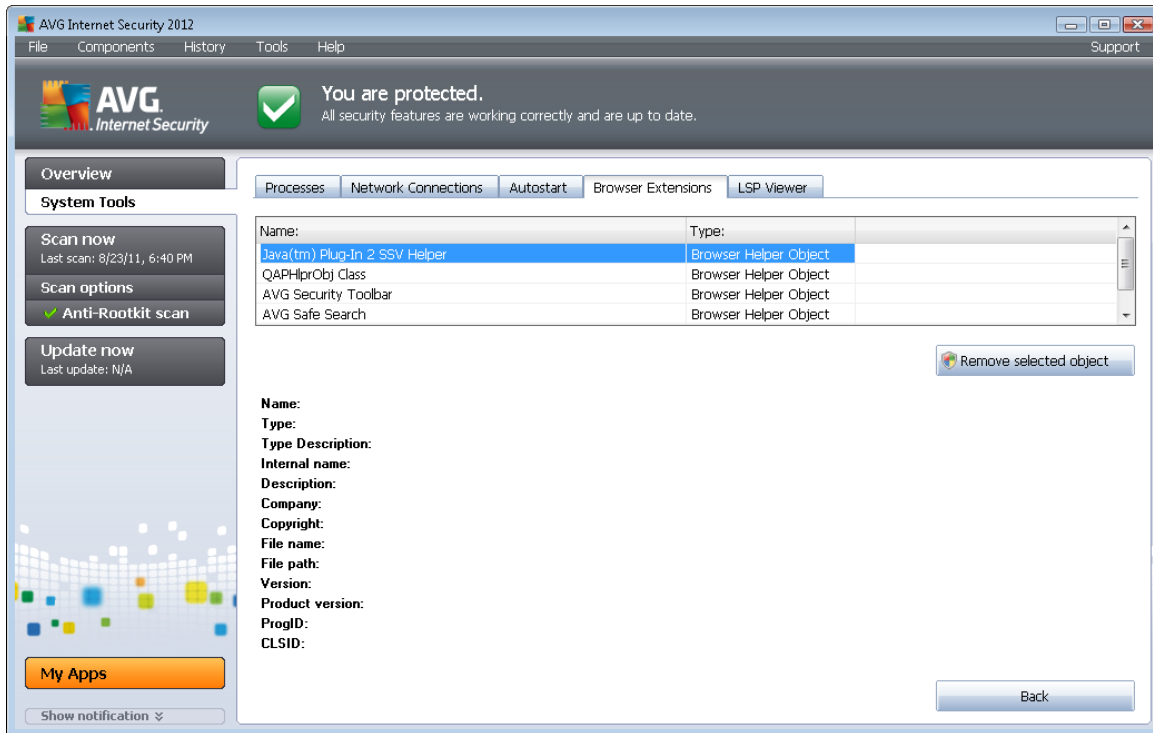 AVG Internet Security 2012
File Components History Tools Help Support
AVG.
Internet Security
You are protected.
All security features are working correctly and are up to date.
Overview
System Tools
Scan now
Last scan: 8/23/11, 6:40 PM
Scan options
Anti-Rootkit scan
Update now
Last update: N/A
My Apps
Show notification
Processes Network Connections Autostart Browser Extensions LSP Viewer
Name: Type:
Java(tm) Plug-In 2 SSV Helper Browser Helper Object
QAPHlprObj Class Browser Helper Object
AVG Security Toolbar Browser Helper Object
AVG Safe Search Browser Helper Object
Remove selected object
Name:
Type:
Type Description:
Internal name:
Description:
Company:
Copyright:
File name:
File path:
Version:
Product version:
ProgID:
CLSID:
Back